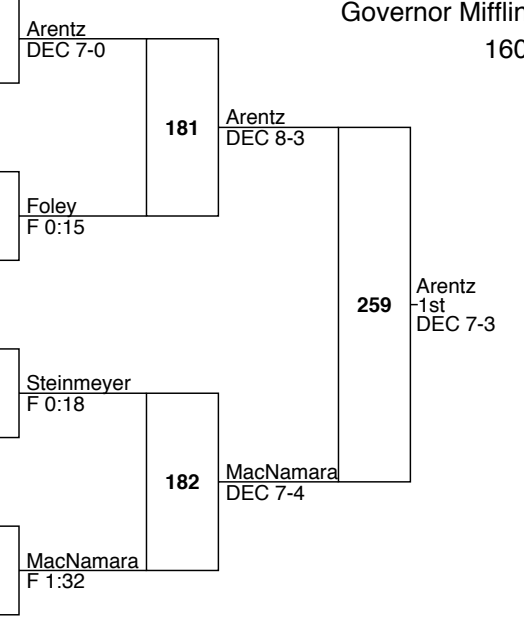 Governor Mifflin
160
Arentz
DEC 7-0
181
Arentz
DEC 8-3
Foley
F 0:15
259
Arentz
1st
DEC 7-3
Steinmeyer
F 0:18
182
MacNamara
DEC 7-4
MacNamara
F 1:32